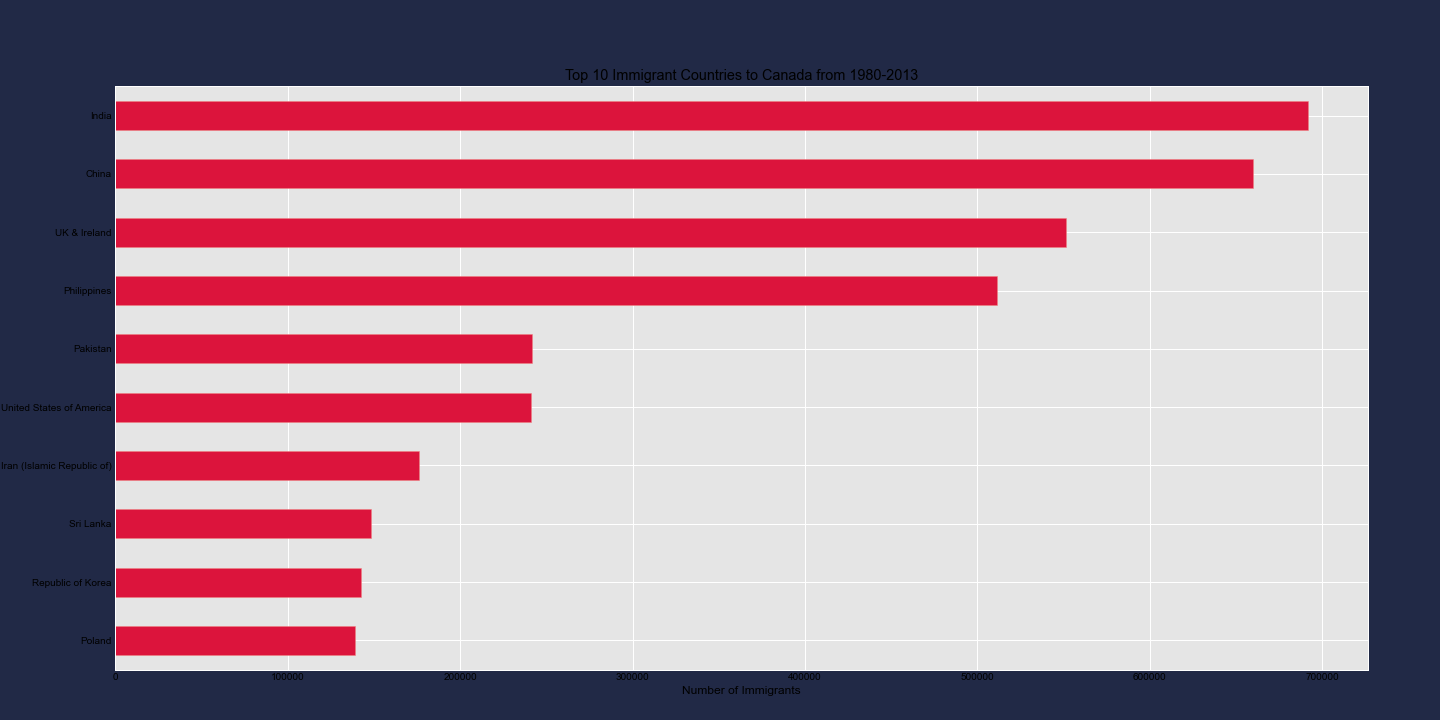 Top 10 Immigrant Countries to Canada from 1980-2013
India
China
UK & Ireland
Philippines
Pakistan
United States of America
Iran (Islamic Republic of)
Sri Lanka
Republic of Korea
Poland
0 100000 200000 300000 400000 500000 600000 700000
Number of Immigrants